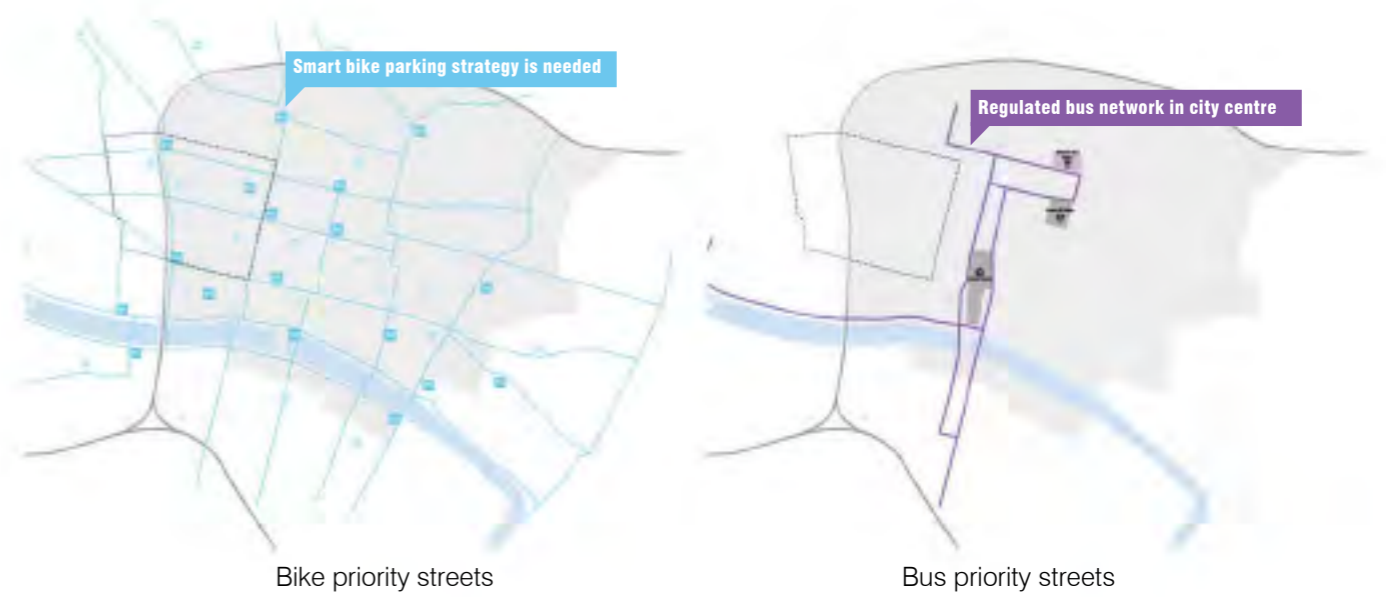 Smart bike parking strategy is needed
Regulated bus network in city centre
Bike priority streets
Bus priority streets